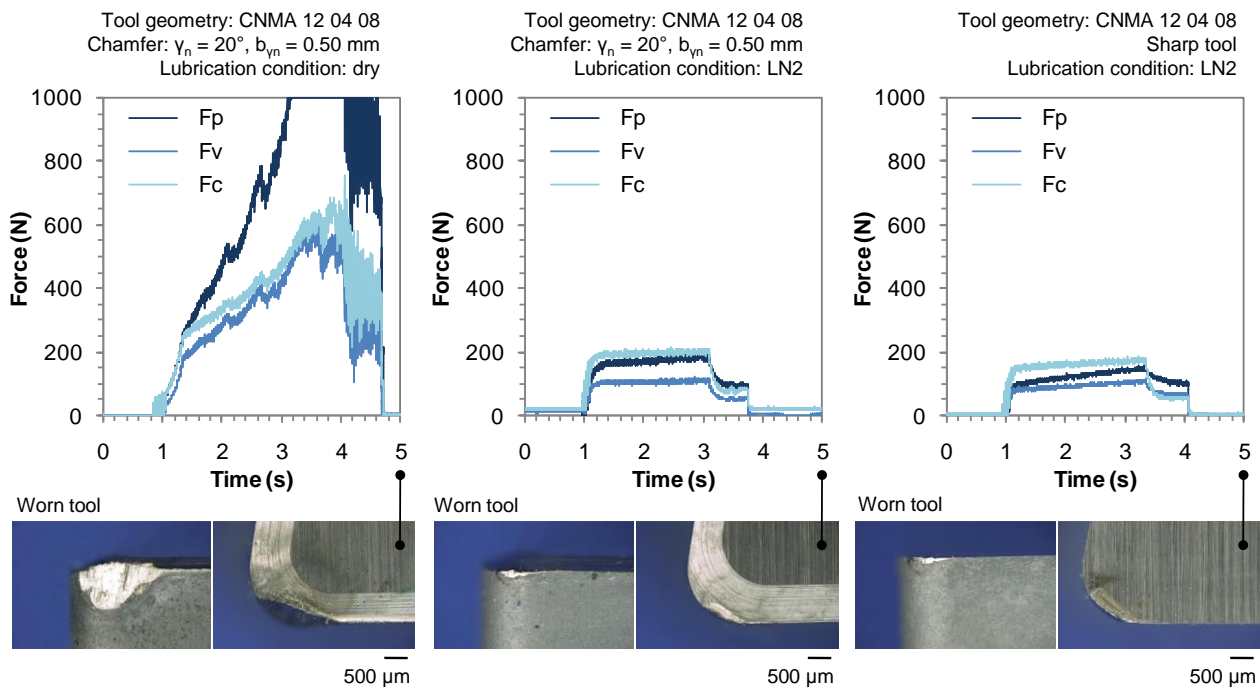 Tool geometry: CNMA 12 04 08
Chamfer: γn = 20°, bγn = 0.50 mm
Lubrication condition: dry
1000
800
600
400
200
0
Force (N)
Fp
Fv
Fc
0 1 2 3 4 5
Time (s)
Worn tool
500 µm
Tool geometry: CNMA 12 04 08
Chamfer: γn = 20°, bγn = 0.50 mm
Lubrication condition: LN2
1000
800
600
400
200
0
Force (N)
Fp
Fv
Fc
0 1 2 3 4 5
Time (s)
Worn tool
500 µm
Tool geometry: CNMA 12 04 08
Sharp tool
Lubrication condition: LN2
1000
800
600
400
200
0
Force (N)
Fp
Fv
Fc
0 1 2 3 4 5
Time (s)
Worn tool
500 µm